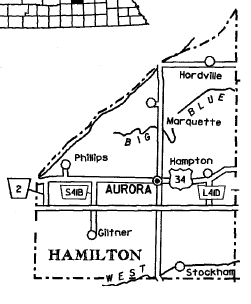 Hordville
BLUE
Marquette
BIG
Phillips
Hampton
34
2
S41B
AURORA
L41D
Giltner
HAMILTON
WEST
Stockham